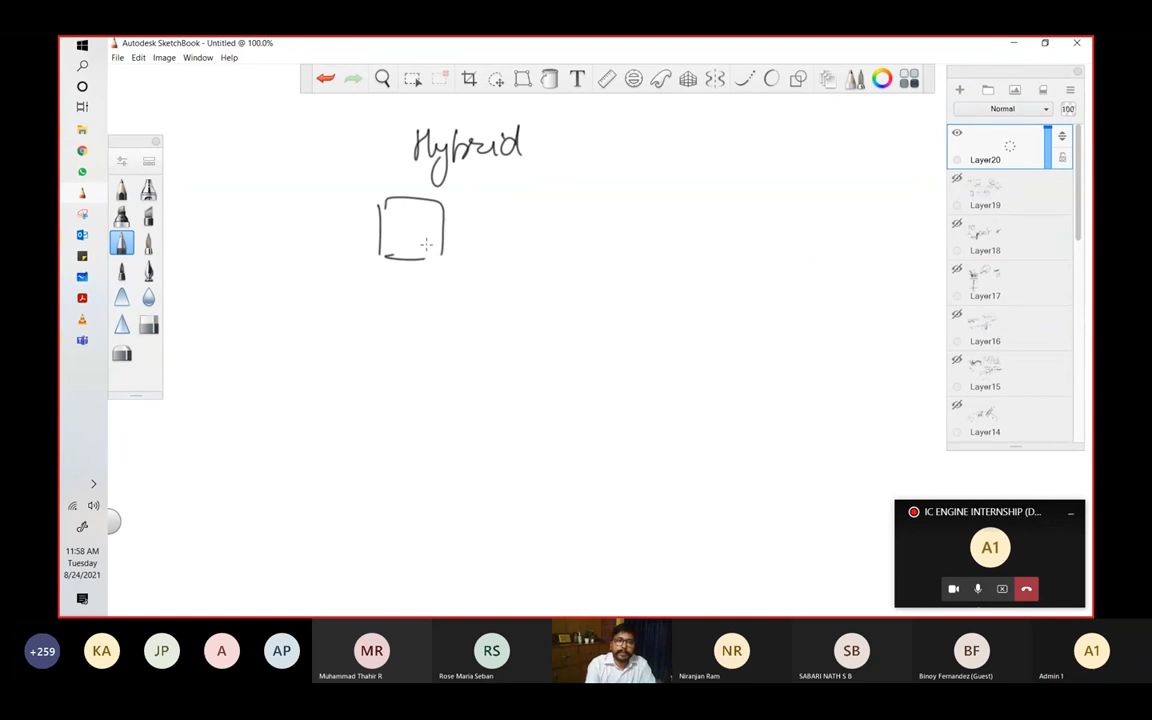 Autodesk SketchBook - Untitled @ 100.0%
File Edit Image Window Help
T
Normal
100
Hybrid
Layer20
Layer19
Layer18
Layer17
Layer16
Layer15
Layer14
11:58 AM
Tuesday
8/24/2021
IC ENGINE INTERNSHIP (D...
A1
+259
KA
JP
A
AP
MR
Muhammad Thahir R
RS
Rose Maria Seban
NR
Niranjan Ram
SB
SABARI NATH S B
BF
Binoy Fernandez (Guest)
A1
Admin 1